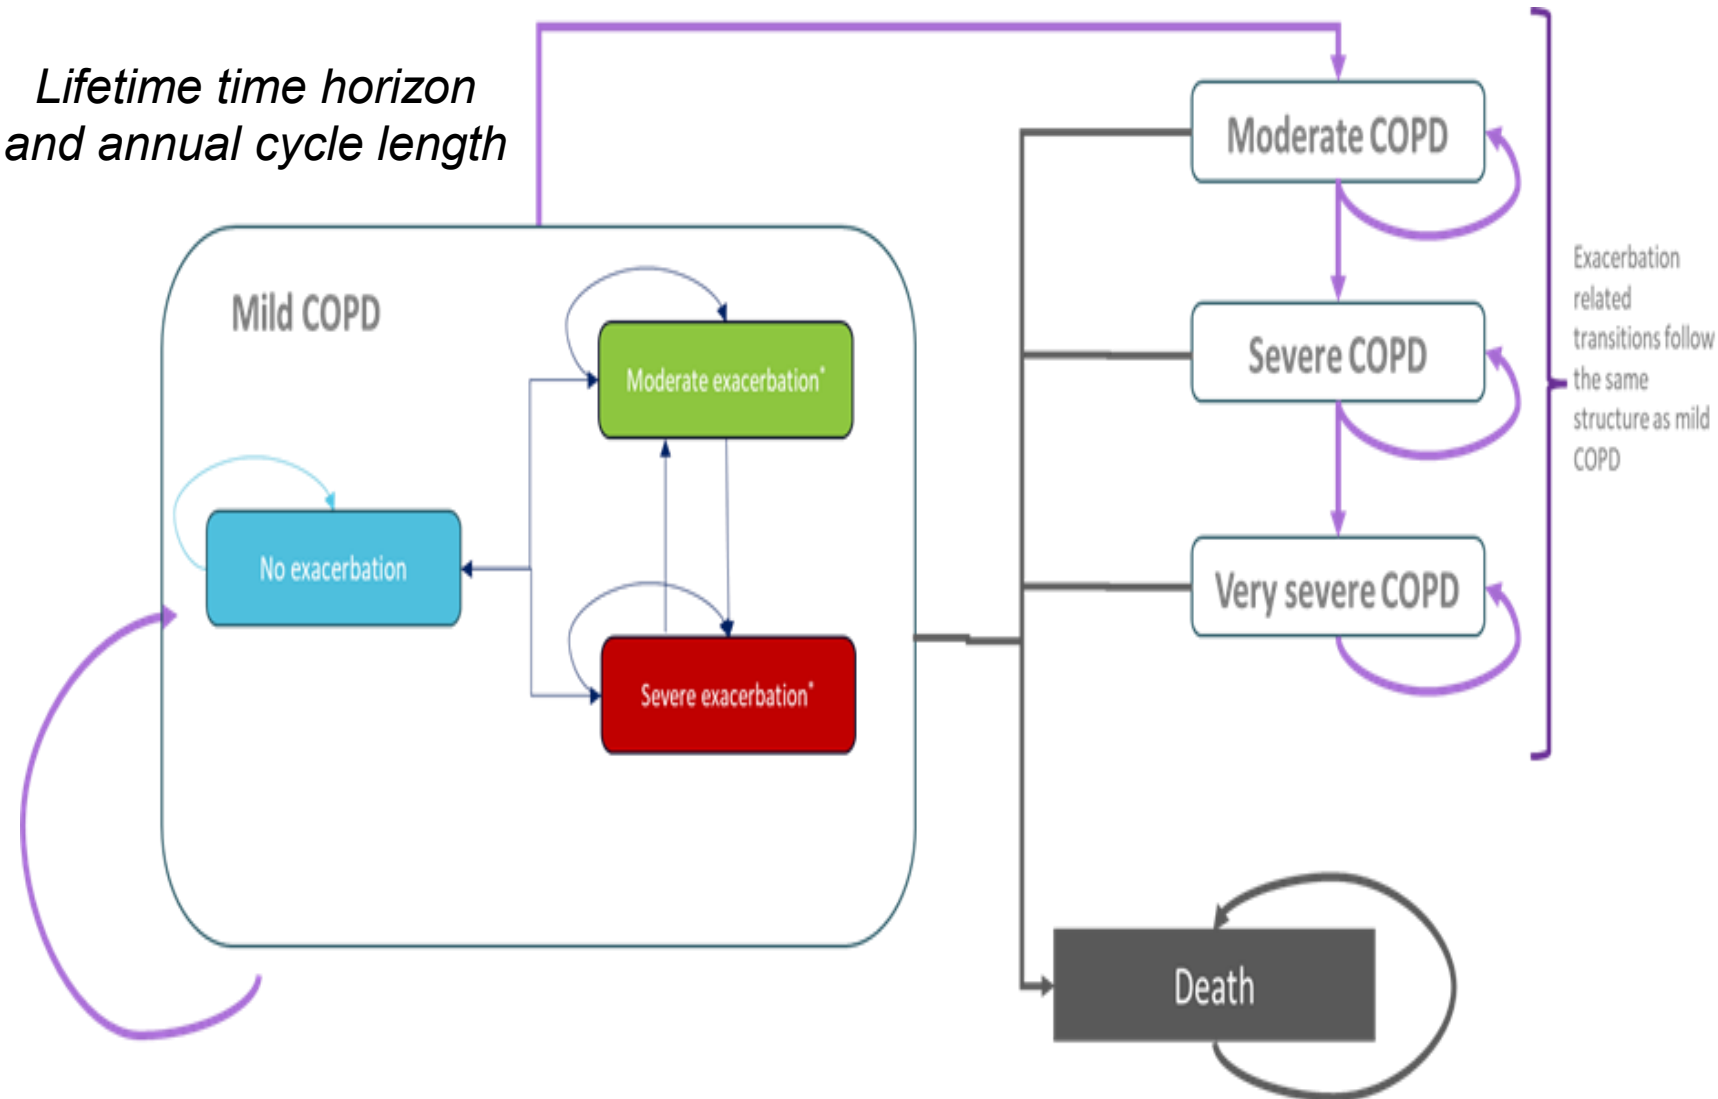 Lifetime time horizon
and annual cycle length
Mild COPD
Moderate exacerbation*
No exacerbation
Severe exacerbation*
Moderate COPD
Severe COPD
Very severe COPD
Death
Exacerbation
related
transitions follow
the same
structure as mild
COPD